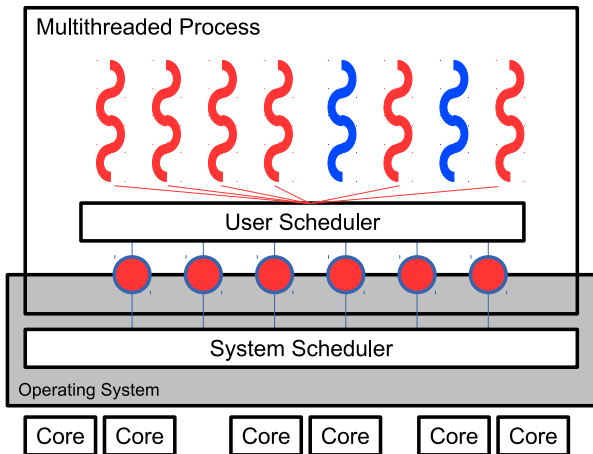 Multithreaded Process
User Scheduler
System Scheduler
Operating System
Core Core Core Core Core Core